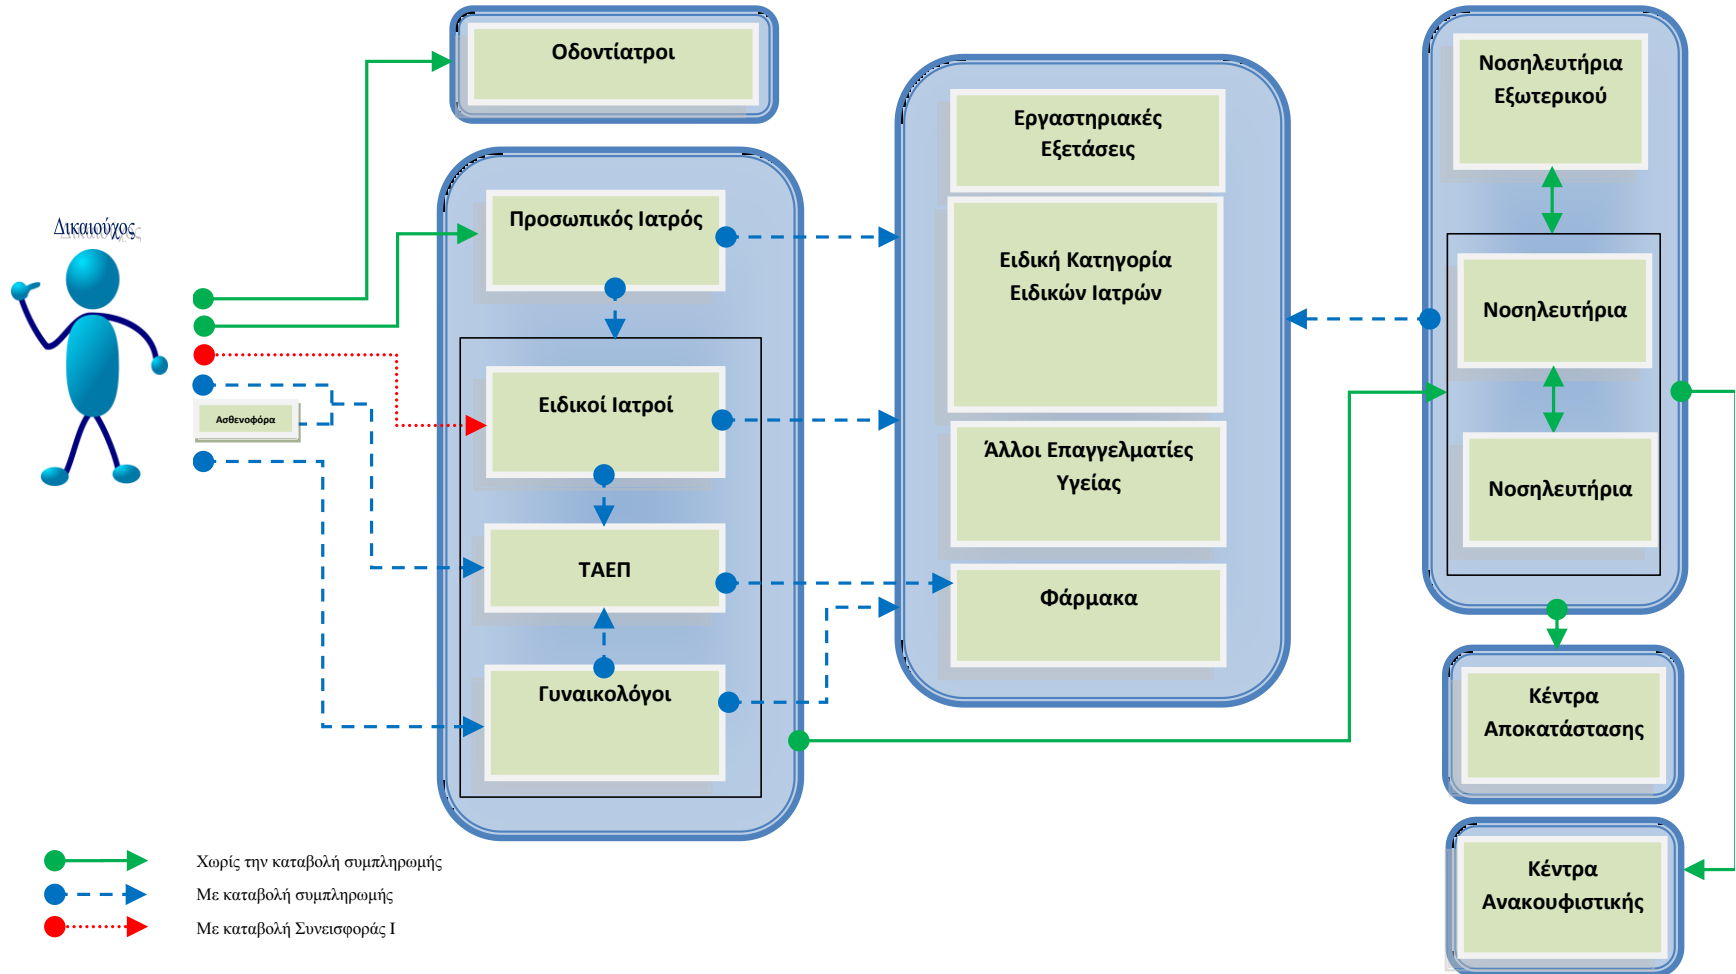 Οδοντίατροι
Νοσηλευτήρια
Εξωτερικού
Εργαστηριακές
Εξετάσεις
Δικαιούχος
Προσωπικός Ιατρός
Ειδική Κατηγορία
Ειδικών Ιατρών
Νοσηλευτήρια
Ασθενοφόρα
Ειδικοί Ιατροί
Άλλοι Επαγγελματίες
Υγείας
Νοσηλευτήρια
ΤΑΕΠ
Φάρμακα
Γυναικολόγοι
Κέντρα
Αποκατάστασης
Χωρίς την καταβολή συμπληρωμής
Με καταβολή συμπληρωμής
Με καταβολή Συνεισφοράς Ι
Κέντρα
Ανακουφιστικής